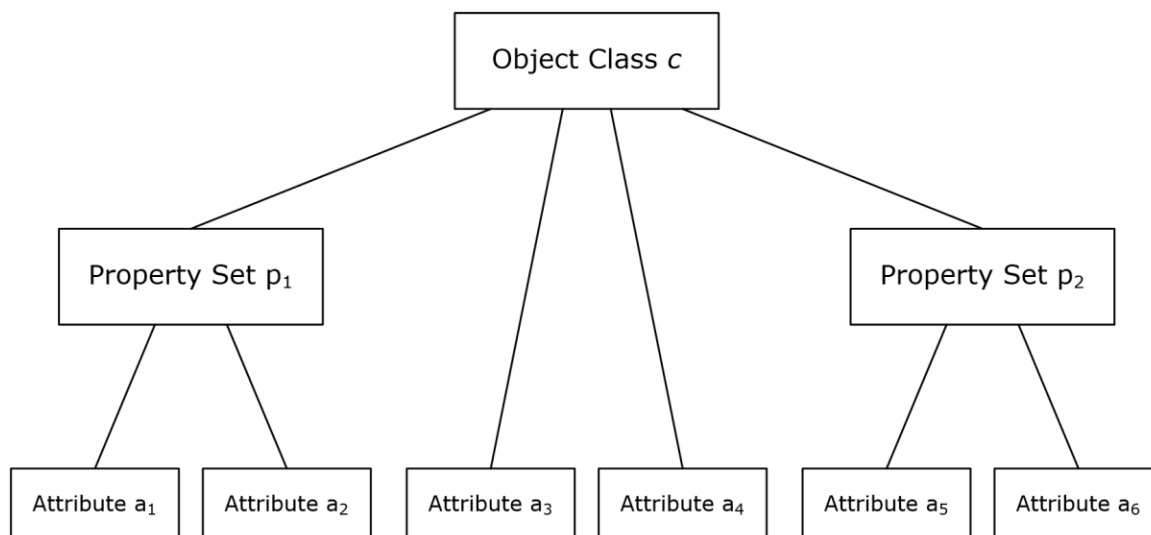 Object Class c
Property Set p₁
Property Set p₂
Attribute a₁
Attribute a₂
Attribute a₃
Attribute a₄
Attribute a₅
Attribute a₆